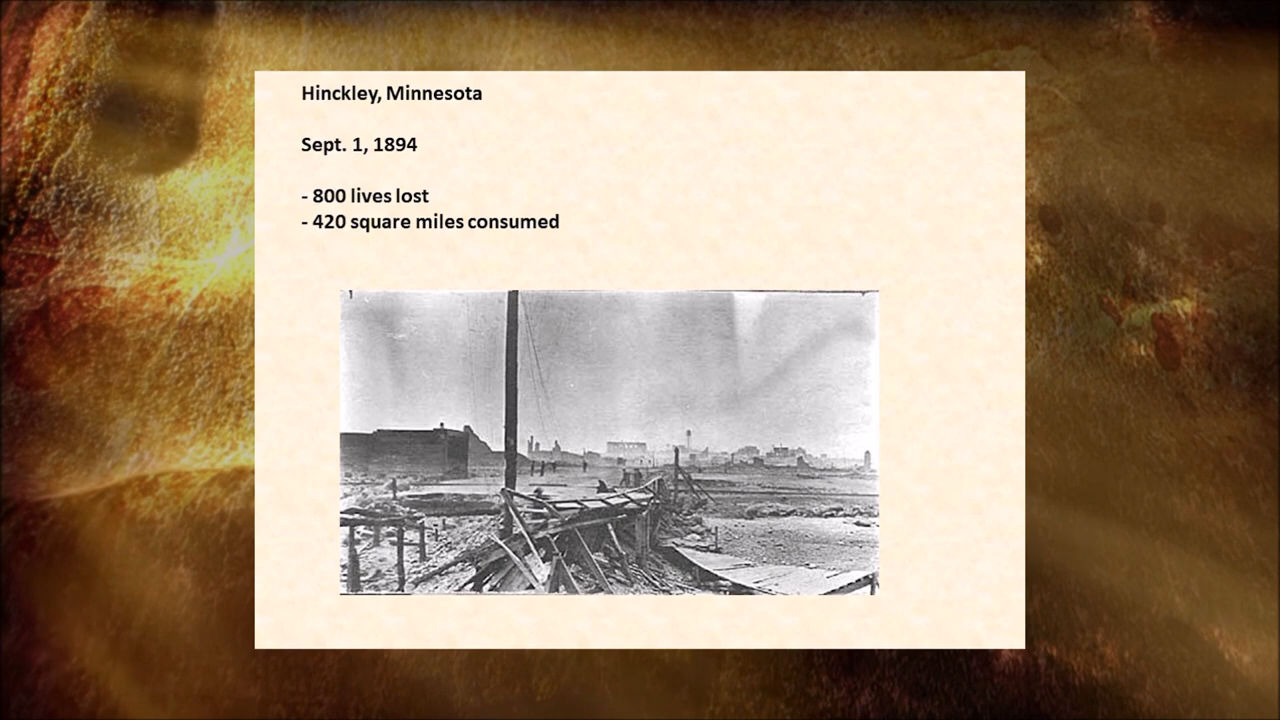 Hinckley, Minnesota
Sept. 1, 1894
- 800 lives lost
- 420 square miles consumed